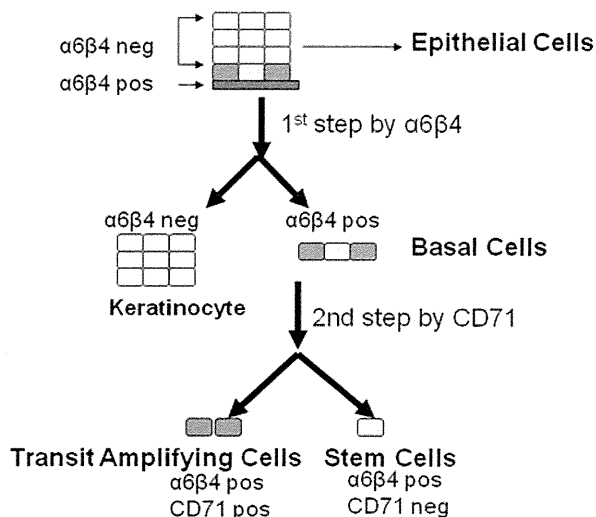 α6β4 neg
Epithelial Cells
α6β4 pos
1st step by α6β4
α6β4 neg
α6β4 pos
Basal Cells
Keratinocyte
2nd step by CD71
Transit Amplifying Cells
α6β4 pos
CD71 pos
Stem Cells
α6β4 pos
CD71 neg